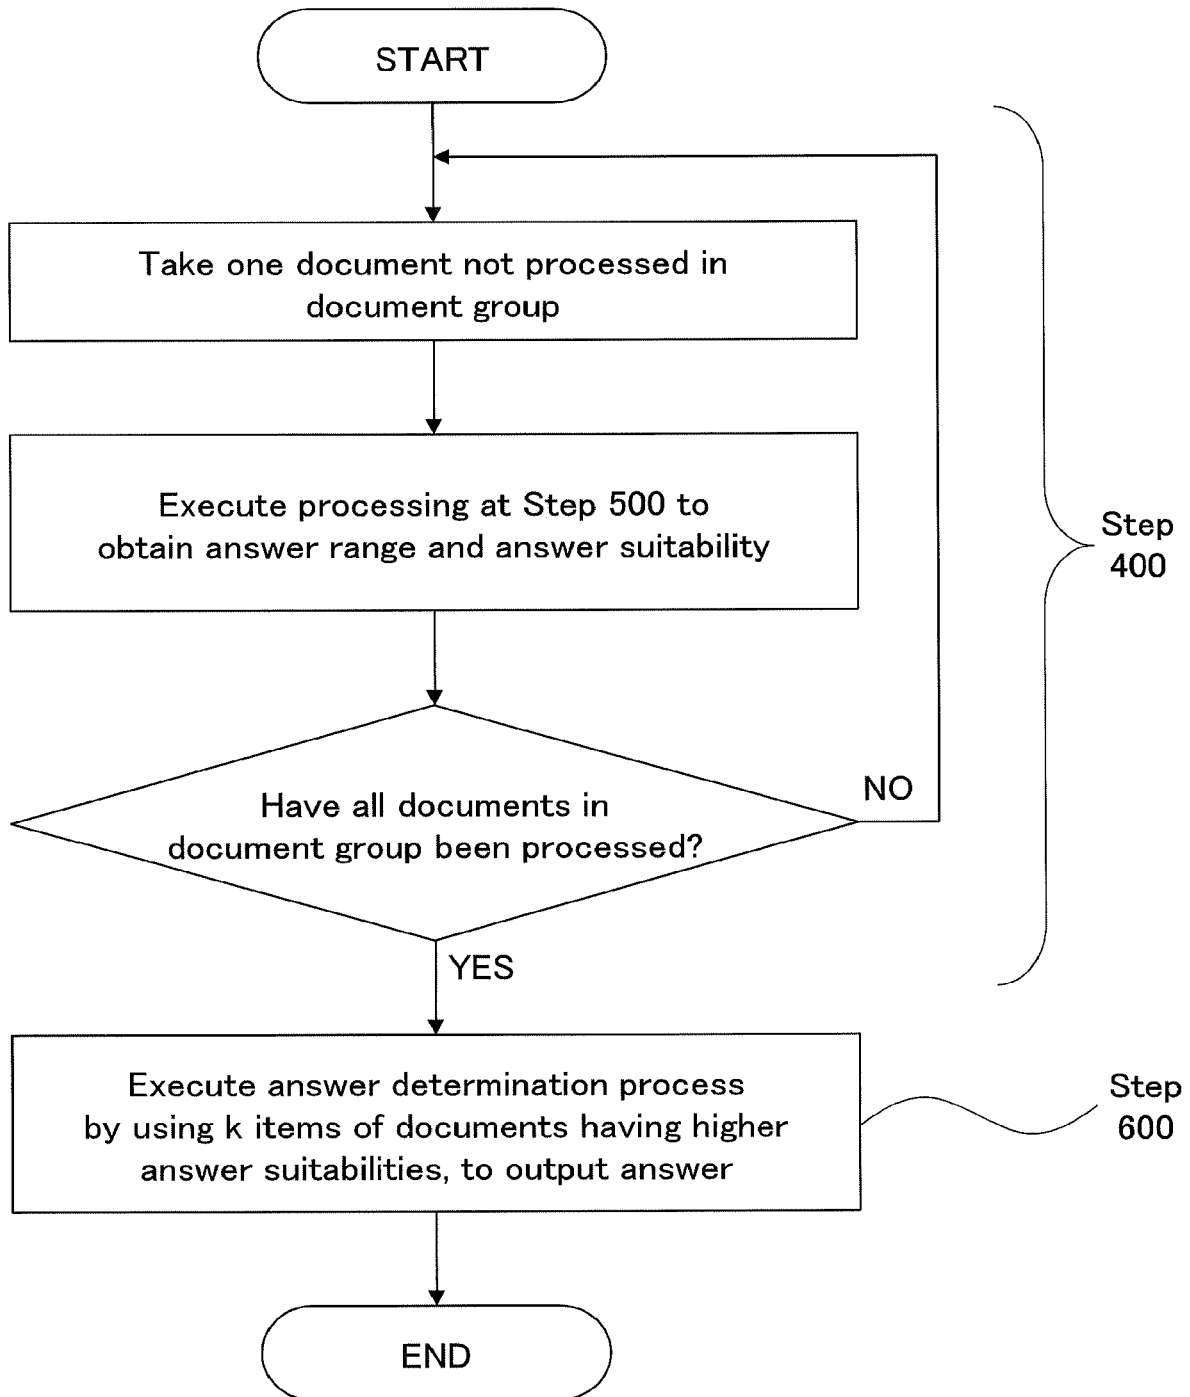 START
Take one document not processed in
document group
Execute processing at Step 500 to
obtain answer range and answer suitability
Step
400
Have all documents in
document group been processed?
NO
YES
Execute answer determination process
by using k items of documents having higher
answer suitabilities, to output answer
Step
600
END